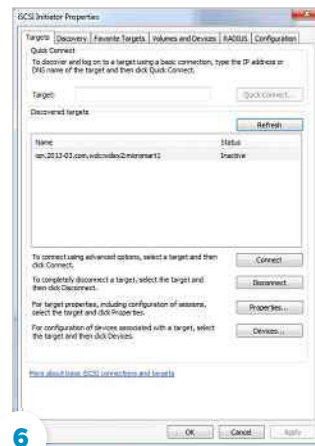 iSCSI Initiator Properties
Targets Discovery Favorite Targets Volumes and Devices RADIUS Configuration
Quick Connect
To discover and log on to a target using a basic connection, type the IP address or
DNS name of the target and then click Quick Connect.
Target: Quick Connect...
Discovered targets
Refresh
Name Status
Inactive
To connect using advanced options, select a target and then
click Connect.
Connect
To completely disconnect a target, select the target and
then click Disconnect.
Disconnect
For target properties, including configuration of sessions,
select the target and click Properties.
Properties...
For configuration of devices associated with a target, select
the target and then click Devices.
Devices...
More about basic iSCSI connections and targets
OK Cancel Apply
6